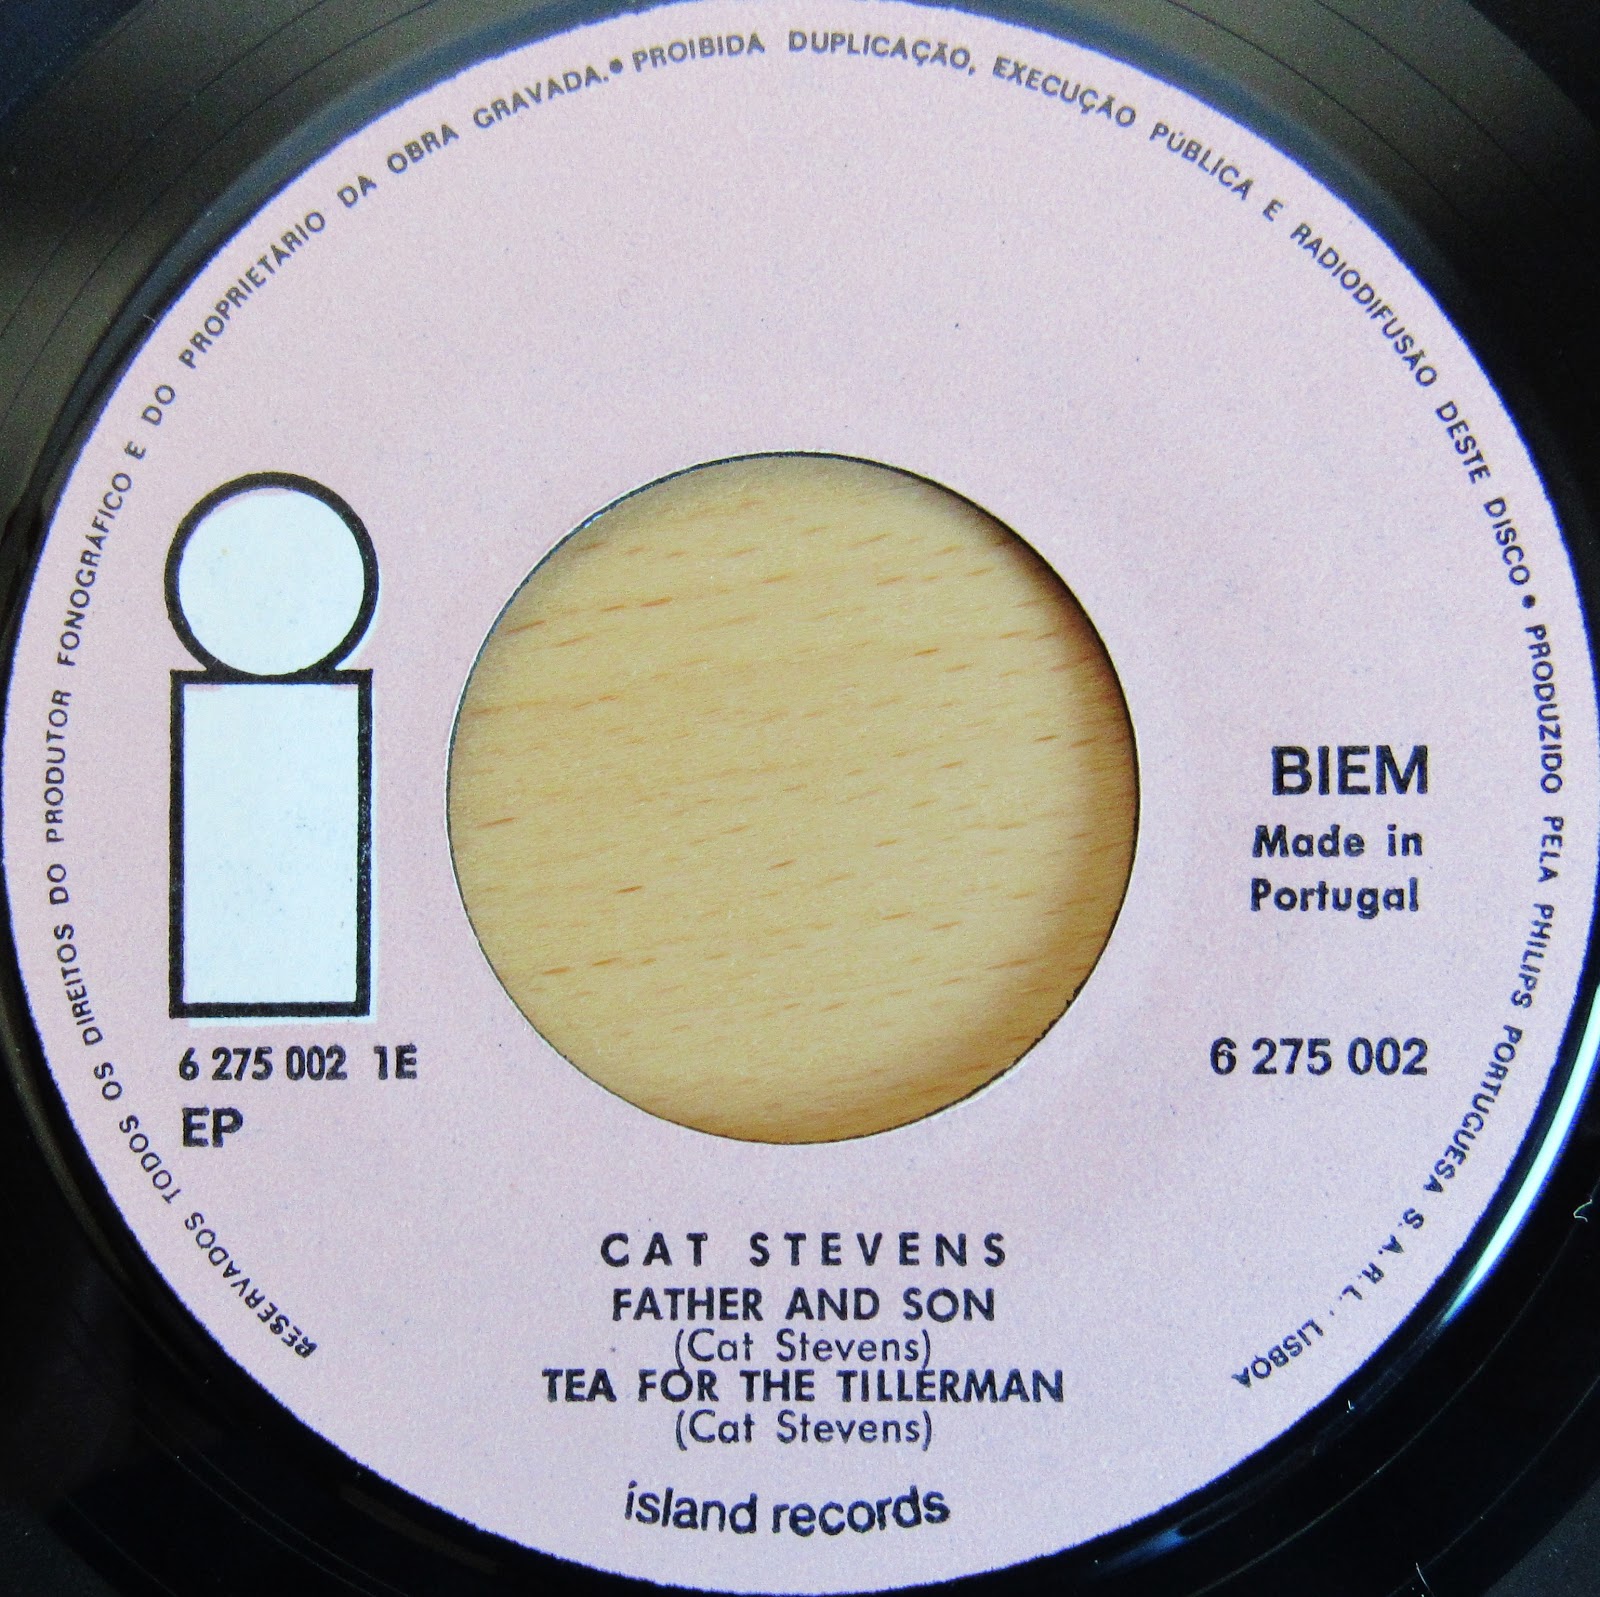 RESERVADOS TODOS OS DIREITOS DO PRODUTOR FONOGRÁFICO E DO PROPRIETÁRIO DA OBRA GRAVADA. • PROIBIDA DUPLICAÇÃO, EXECUÇÃO PÚBLICA E RADIODIFUSÃO DESTE DISCO • PRODUZIDO PELA PHILIPS PORTUGUESA S.A.R.L. LISBOA
BIEM
Made in
Portugal
6 275 002 1E
EP
6 275 002
CAT STEVENS
FATHER AND SON
(Cat Stevens)
TEA FOR THE TILLERMAN
(Cat Stevens)
island records